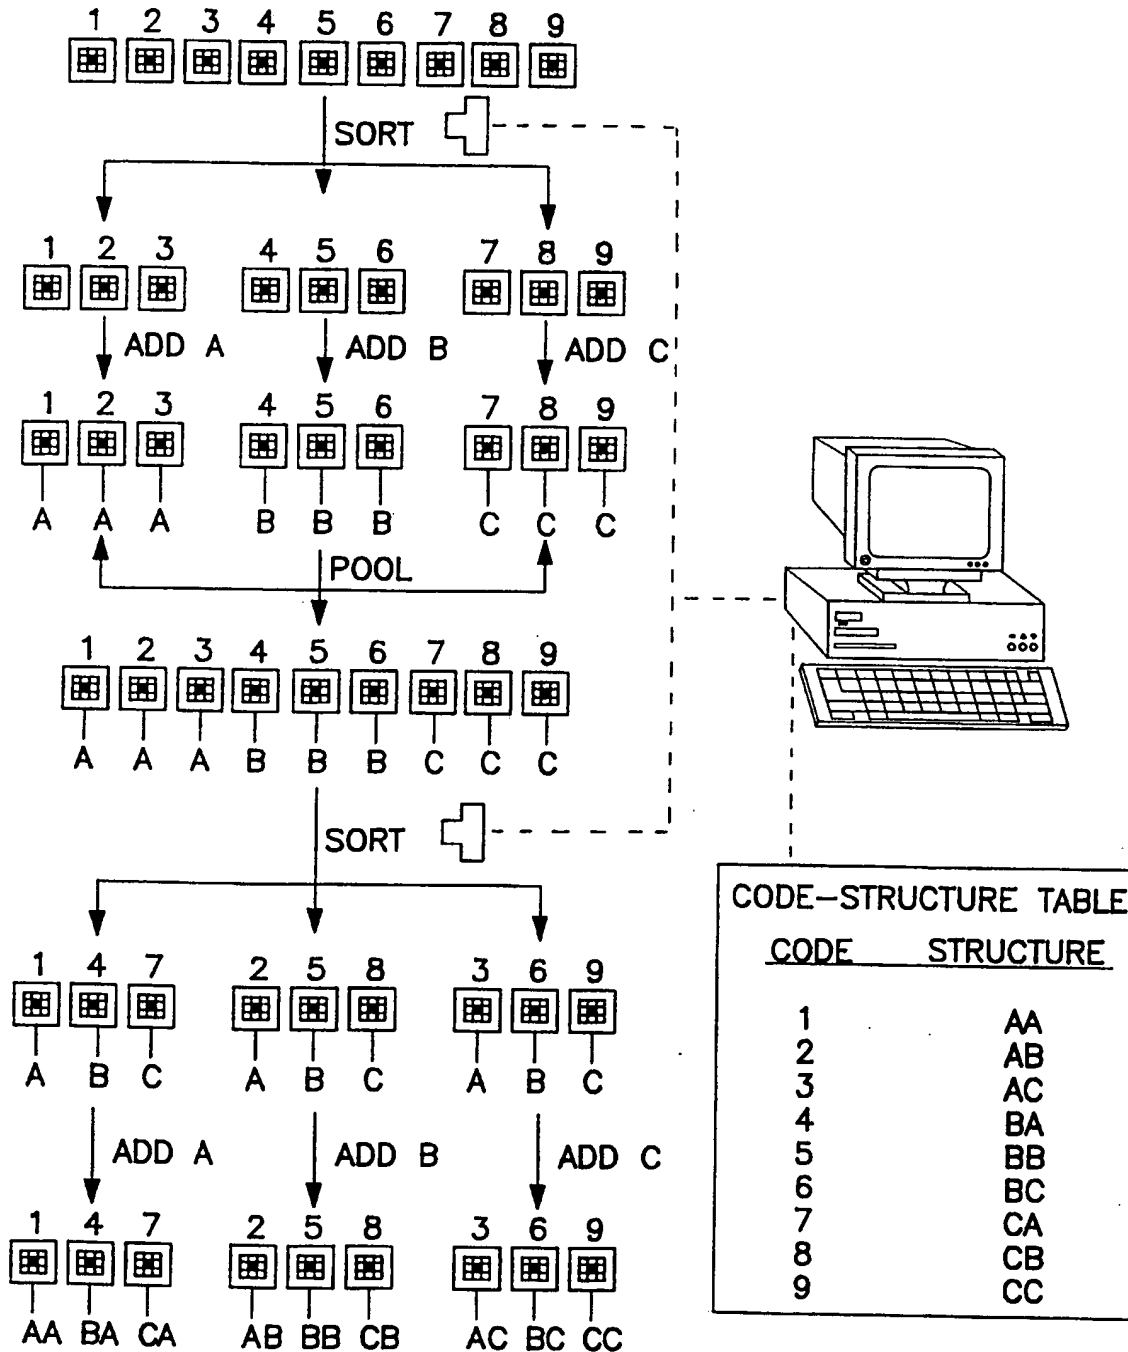 1 2 3 4 5 6 7 8 9
SORT
1 2 3 4 5 6 7 8 9
ADD A ADD B ADD C
1 2 3 4 5 6 7 8 9
A A A B B B C C C
POOL
1 2 3 4 5 6 7 8 9
A A A B B B C C C
SORT
1 4 7 2 5 8 3 6 9
A B C A B C A B C
ADD A ADD B ADD C
1 4 7 2 5 8 3 6 9
AA BA CA AB BB CB AC BC CC
CODE-STRUCTURE TABLE
CODE STRUCTURE
1 AA
2 AB
3 AC
4 BA
5 BB
6 BC
7 CA
8 CB
9 CC